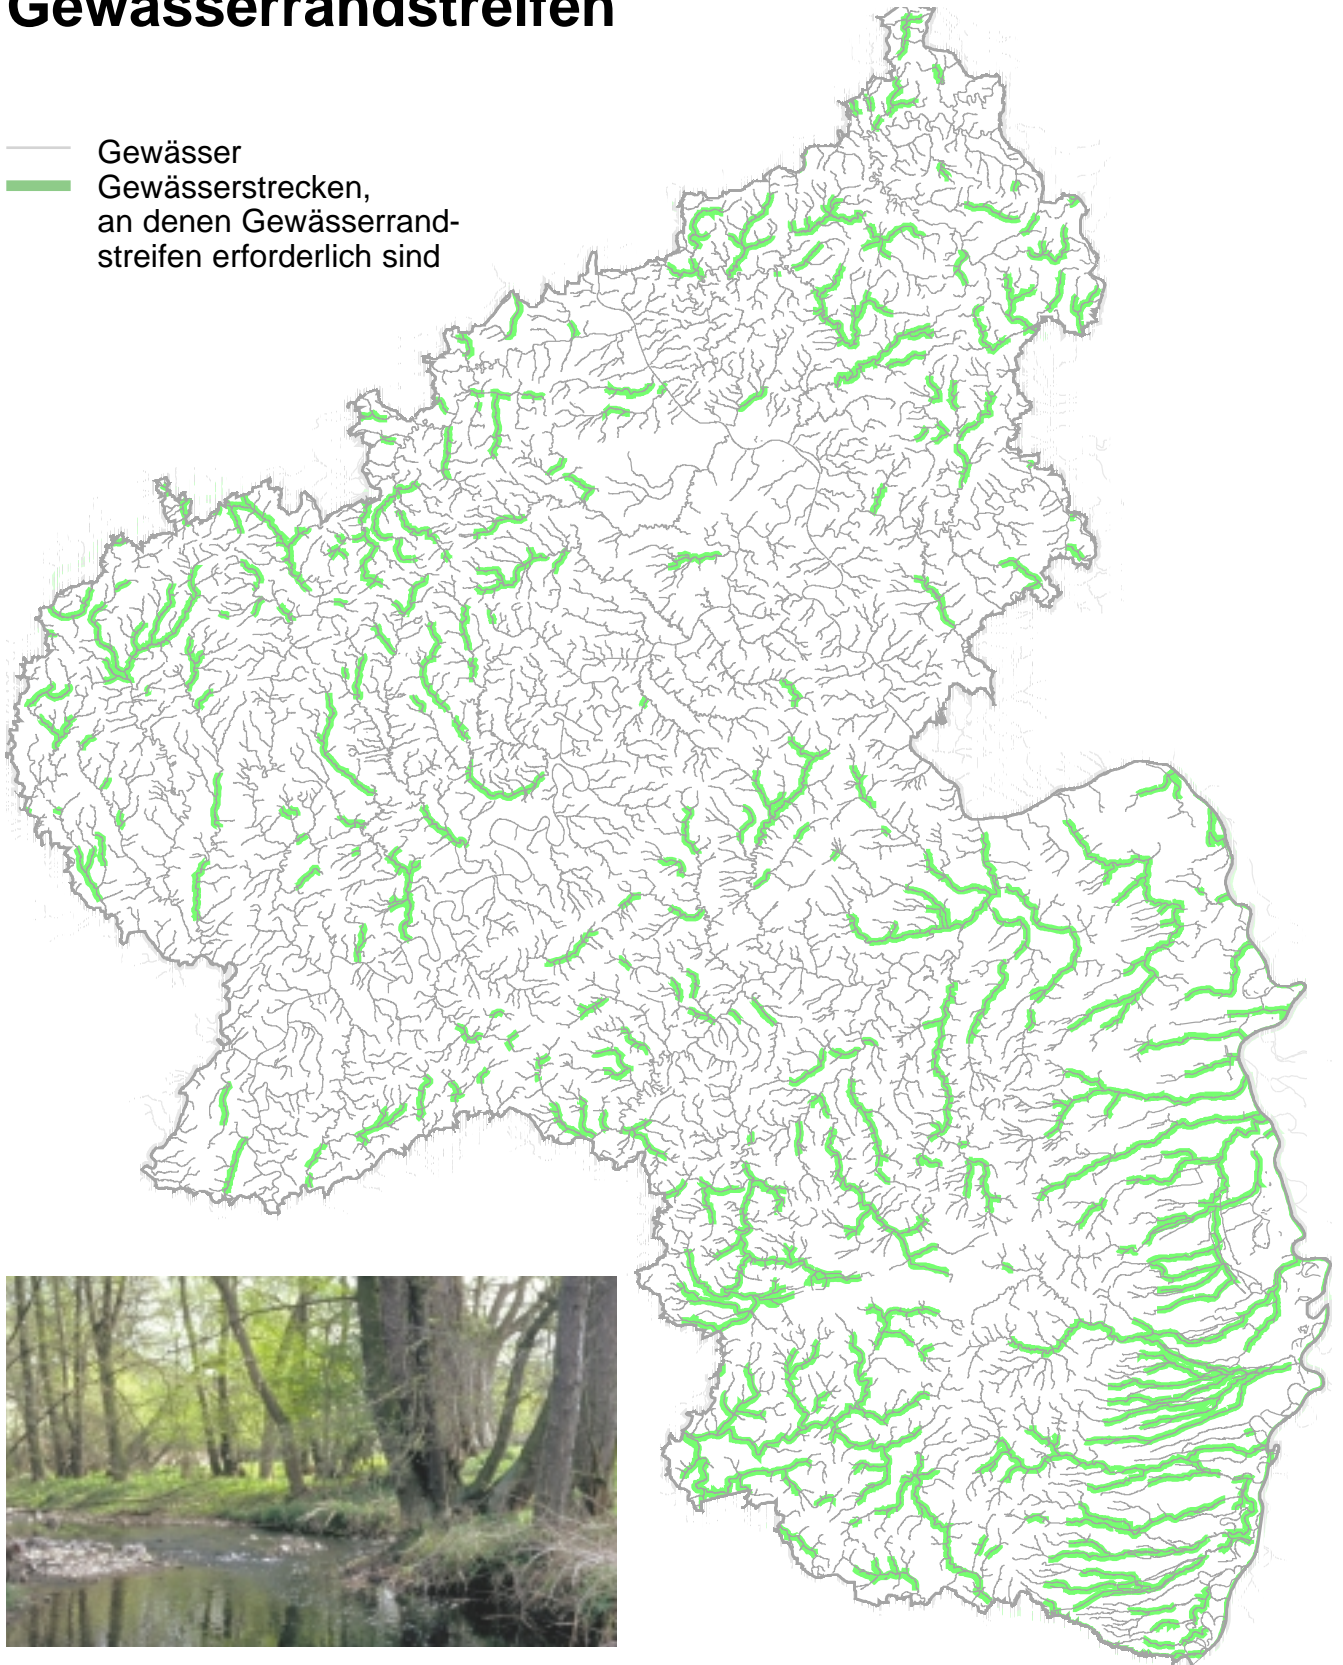 Gewässerrandstreifen
Gewässer
Gewässerstrecken,
an denen Gewässerrand-
streifen erforderlich sind